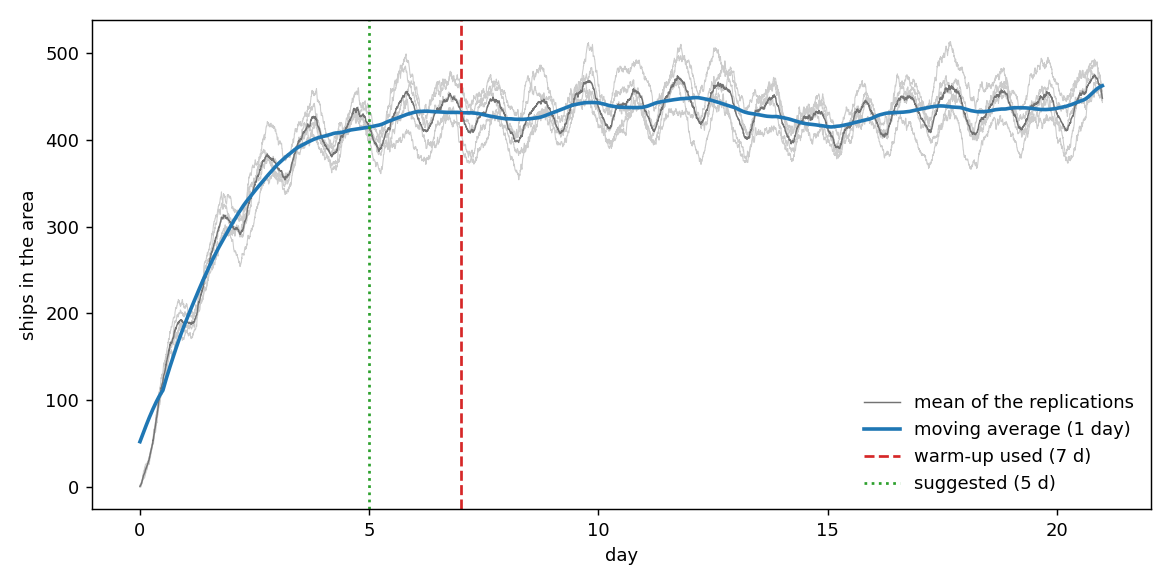 500
400
300
200
100
0
ships in the area
0 5 10 15 20
day
mean of the replications
moving average (1 day)
warm-up used (7 d)
suggested (5 d)